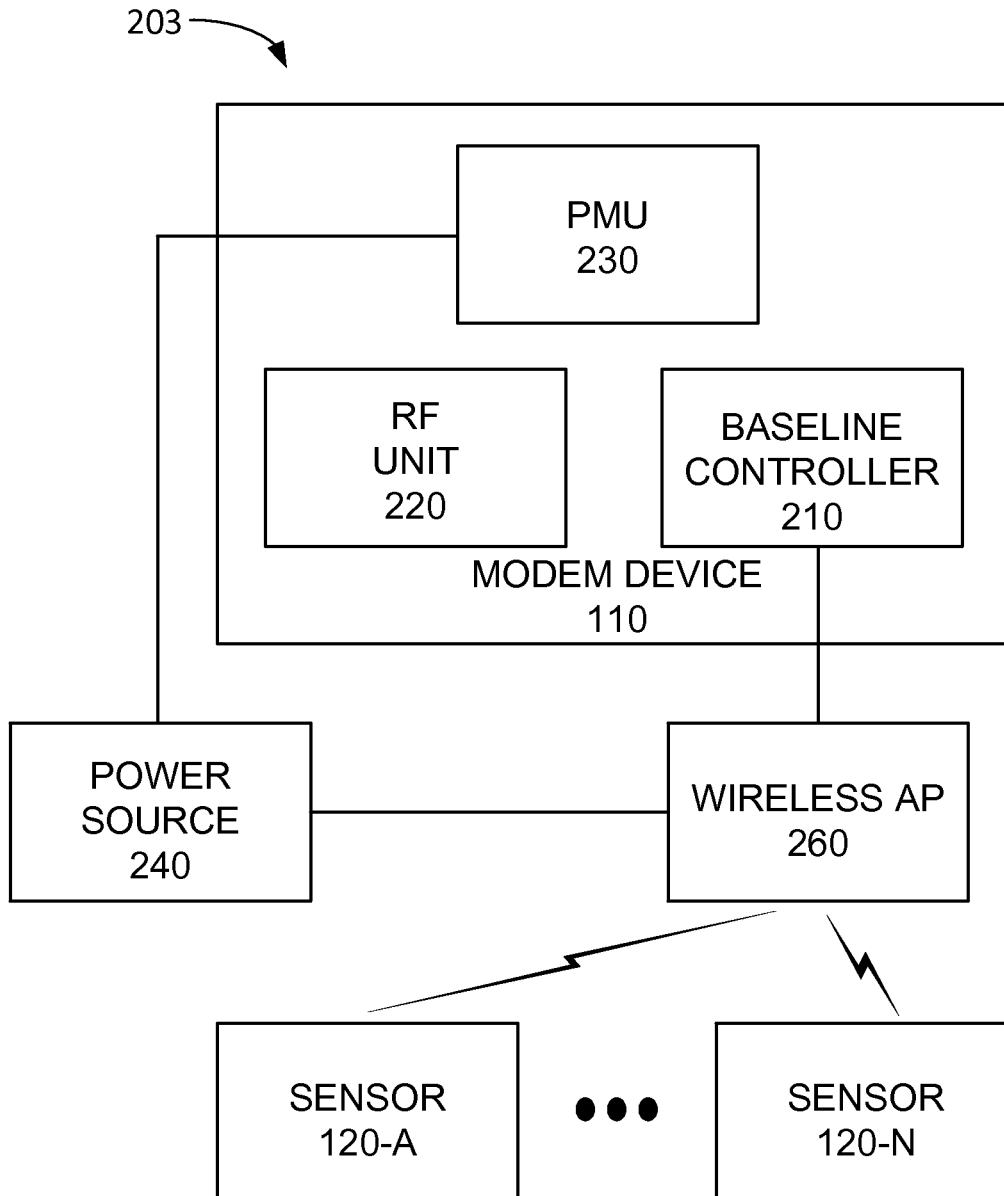 203
PMU
230
RF
UNIT
220
BASELINE
CONTROLLER
210
MODEM DEVICE
110
POWER
SOURCE
240
WIRELESS AP
260
SENSOR
120-A
SENSOR
120-N